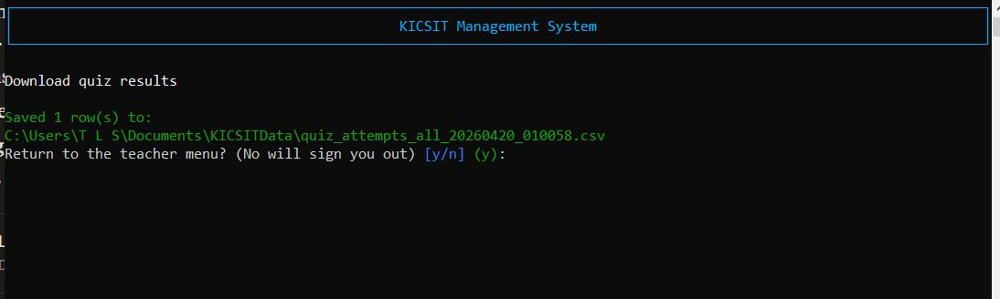 KICSIT Management System
Download quiz results
Saved 1 row(s) to:
C:\Users\T L S\Documents\KICSITData\quiz_attempts_all_20260420_010058.csv
Return to the teacher menu? (No will sign you out) [y/n] (y):